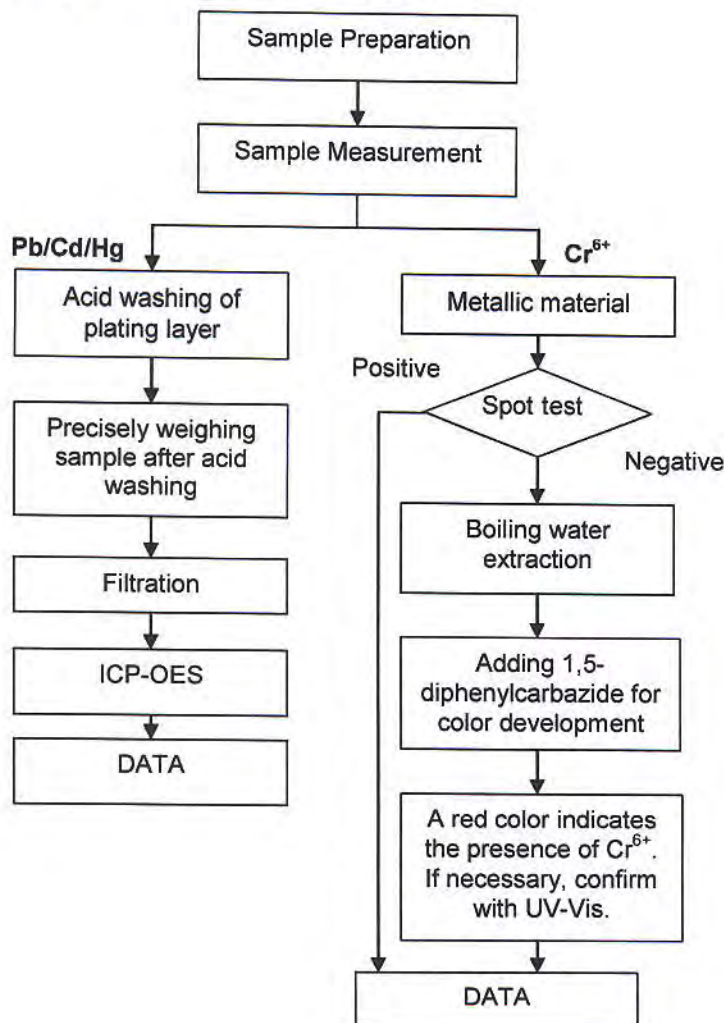 Sample Preparation
Sample Measurement
Pb/Cd/Hg
Acid washing of
plating layer
Precisely weighing
sample after acid
washing
Filtration
ICP-OES
DATA
Cr⁶⁺
Metallic material
Positive
Spot test
Negative
Boiling water
extraction
Adding 1,5-
diphenylcarbazide for
color development
A red color indicates
the presence of Cr⁶⁺.
If necessary, confirm
with UV-Vis.
DATA